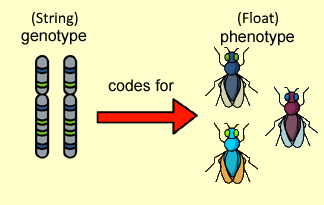 (String)
genotype
codes for
(Float)
phenotype